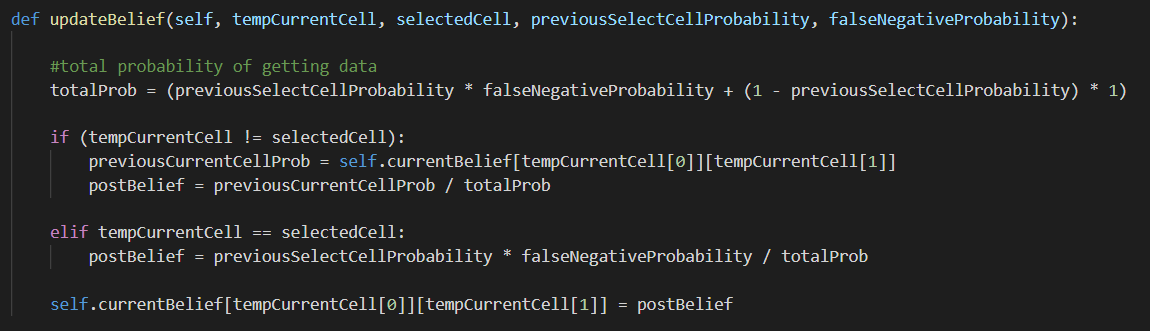 def updateBelief(self, tempCurrentCell, selectedCell, previousSelectCellProbability, falseNegativeProbability):
#total probability of getting data
totalProb = (previousSelectCellProbability * falseNegativeProbability + (1 - previousSelectCellProbability) * 1)
if (tempCurrentCell != selectedCell):
previousCurrentCellProb = self.currentBelief[tempCurrentCell[0]][tempCurrentCell[1]]
postBelief = previousCurrentCellProb / totalProb
elif tempCurrentCell == selectedCell:
postBelief = previousSelectCellProbability * falseNegativeProbability / totalProb
self.currentBelief[tempCurrentCell[0]][tempCurrentCell[1]] = postBelief